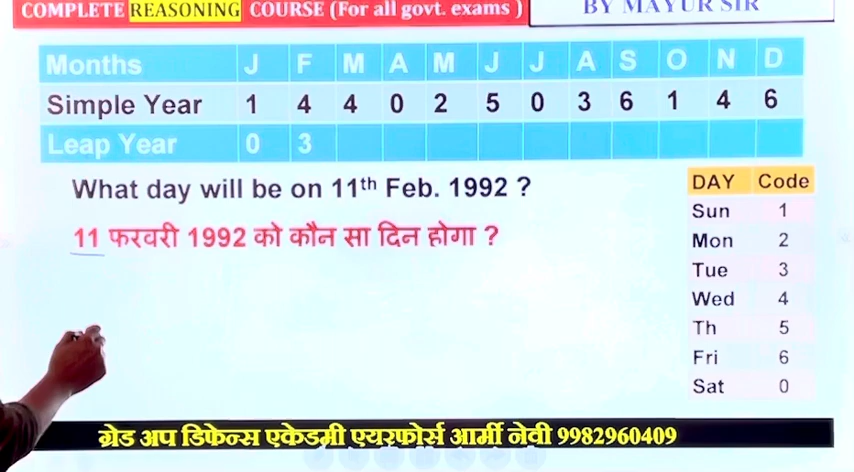 COMPLETE REASONING COURSE (For all govt. exams )
BY MAYUR SIR
Months J F M A M J J A S O N D
Simple Year 1 4 4 0 2 5 0 3 6 1 4 6
Leap Year 0 3
What day will be on 11th Feb. 1992 ?
11 फरवरी 1992 को कौन सा दिन होगा ?
DAY Code
Sun 1
Mon 2
Tue 3
Wed 4
Th 5
Fri 6
Sat 0
ग्रेड अप डिफेन्स एकेडमी एयरफोर्स आर्मी नेवी 9982960409